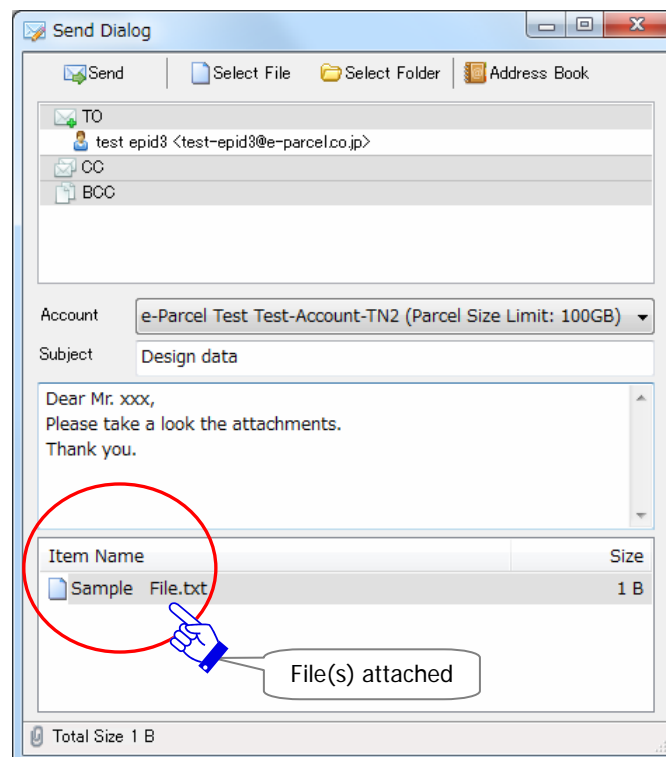 Send Dialog
Send Select File Select Folder Address Book
TO
test epid3 <test-epid3@e-parcel.co.jp>
CC
BCC
Account e-Parcel Test Test-Account-TN2 (Parcel Size Limit: 100GB)
Subject Design data
Dear Mr. xxx,
Please take a look the attachments.
Thank you.
Item Name Size
Sample File.txt 1 B
File(s) attached
Total Size 1 B